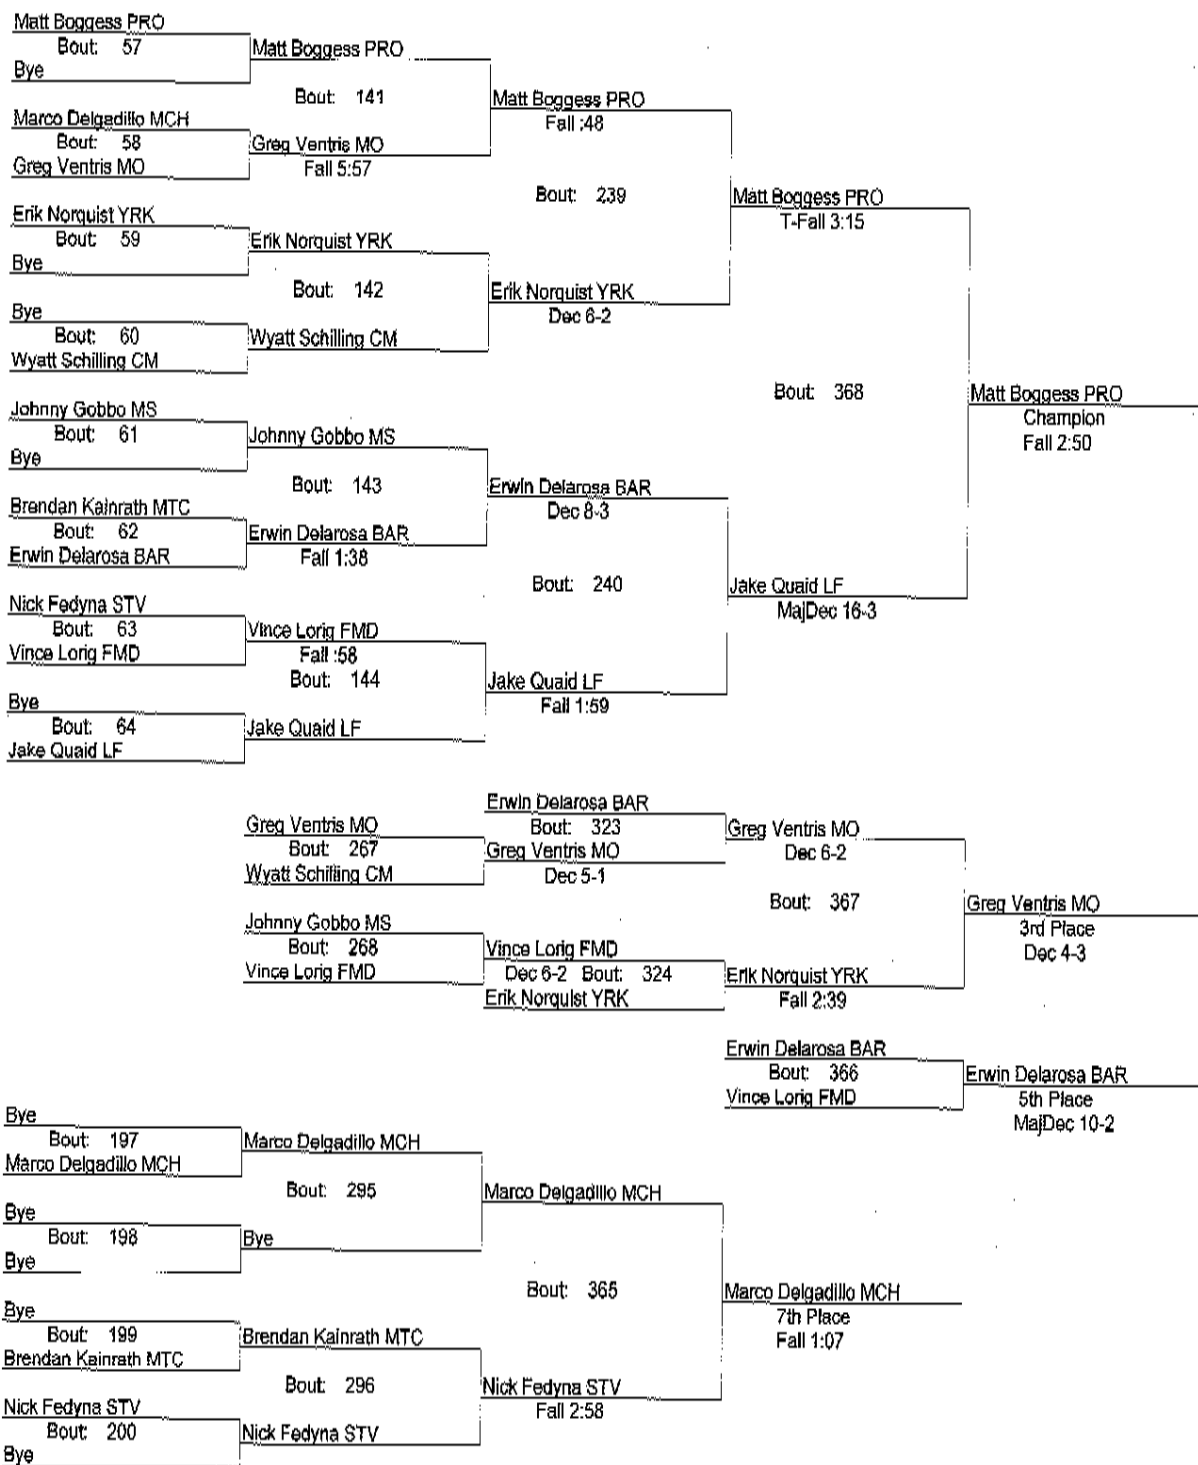 Matt Boggess PRO
Bout: 57
Bye
Matt Boggess PRO
Bout: 141
Marco Delgadillo MCH
Bout: 58
Greg Ventris MO
Greg Ventris MO
Fall 5:57
Matt Boggess PRO
Fall :48
Bout: 239
Erik Norquist YRK
Bout: 59
Bye
Erik Norquist YRK
Bout: 142
Bye
Bout: 60
Wyatt Schilling CM
Wyatt Schilling CM
Erik Norquist YRK
Dec 6-2
Matt Boggess PRO
T-Fall 3:15
Bout: 368
Matt Boggess PRO
Champion
Fall 2:50
Johnny Gobbo MS
Bout: 61
Bye
Johnny Gobbo MS
Bout: 143
Brendan Kainrath MTC
Bout: 62
Erwin Delarosa BAR
Erwin Delarosa BAR
Fall 1:38
Erwin Delarosa BAR
Dec 8-3
Bout: 240
Nick Fedyna STV
Bout: 63
Vince Lorig FMD
Vince Lorig FMD
Fall :58
Bout: 144
Bye
Bout: 64
Jake Quaid LF
Jake Quaid LF
Jake Quaid LF
Fall 1:59
Jake Quaid LF
MajDec 16-3
Greg Ventris MO
Bout: 267
Wyatt Schilling CM
Erwin Delarosa BAR
Bout: 323
Greg Ventris MO
Dec 5-1
Greg Ventris MO
Dec 6-2
Bout: 367
Johnny Gobbo MS
Bout: 268
Vince Lorig FMD
Vince Lorig FMD
Dec 6-2 Bout: 324
Erik Norquist YRK
Erik Norquist YRK
Fall 2:39
Greg Ventris MO
3rd Place
Dec 4-3
Erwin Delarosa BAR
Bout: 366
Vince Lorig FMD
Erwin Delarosa BAR
5th Place
MajDec 10-2
Bye
Bout: 197
Marco Delgadillo MCH
Marco Delgadillo MCH
Bout: 295
Bye
Bout: 198
Bye
Bye
Marco Delgadillo MCH
Bout: 365
Bye
Bout: 199
Brendan Kainrath MTC
Brendan Kainrath MTC
Bout: 296
Nick Fedyna STV
Bout: 200
Bye
Nick Fedyna STV
Nick Fedyna STV
Fall 2:58
Marco Delgadillo MCH
7th Place
Fall 1:07